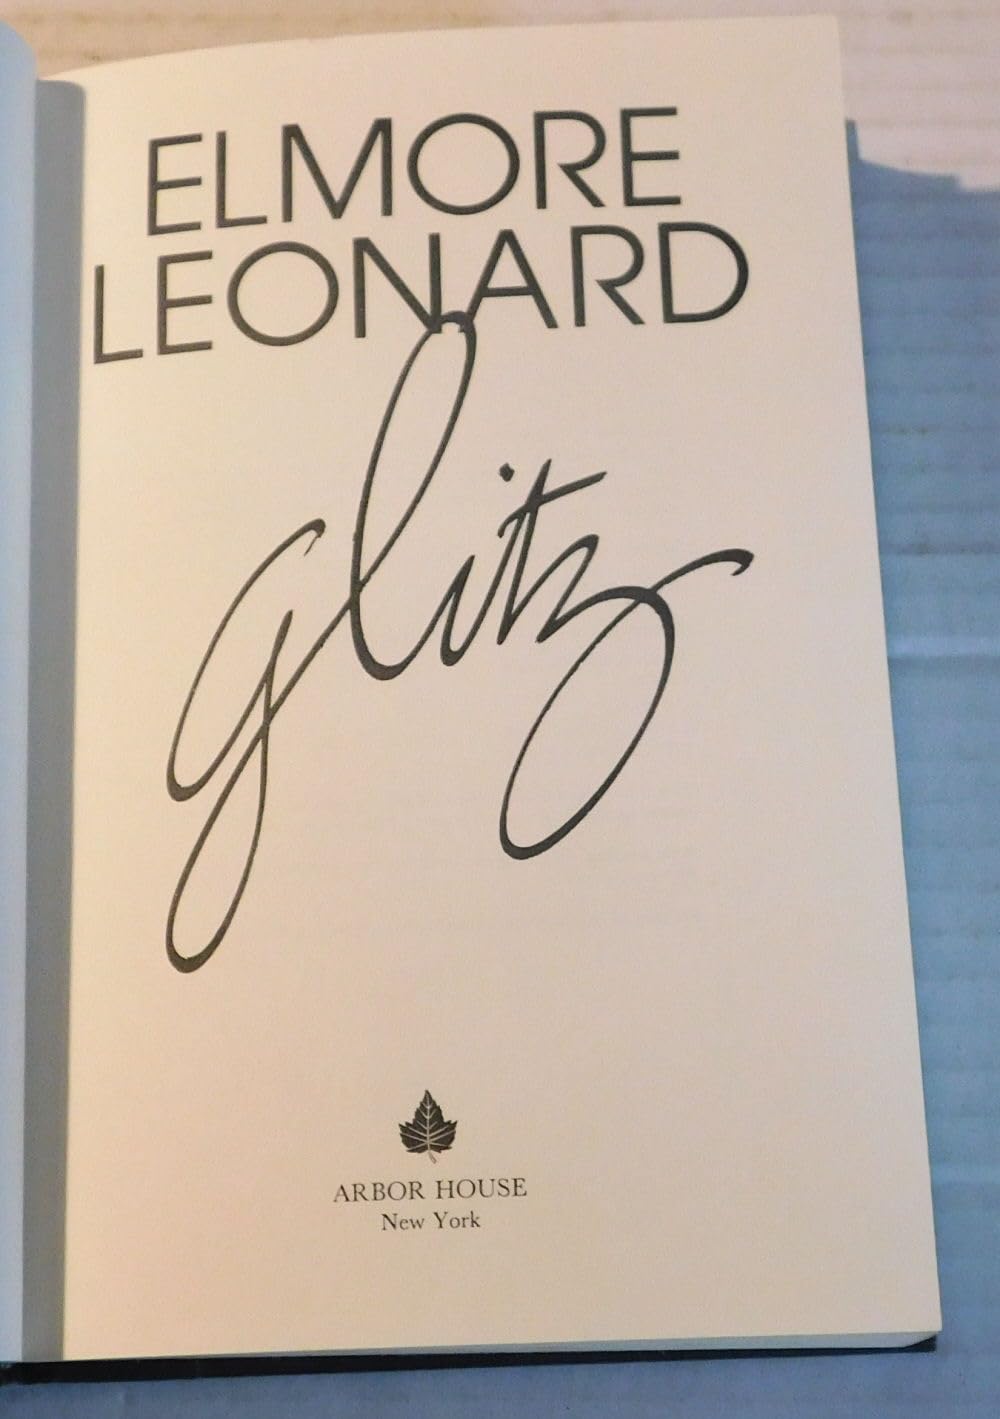 ELMORE
LEONARD
glitz
ARBOR HOUSE
New York